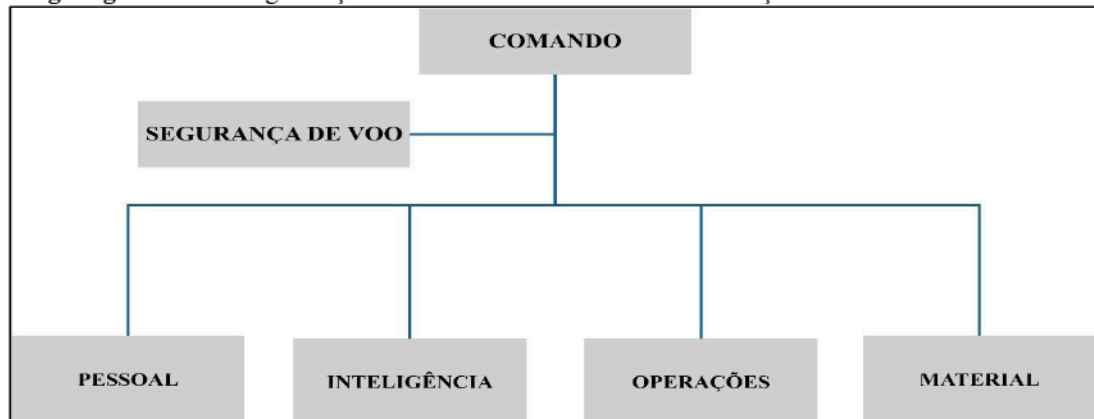 COMANDO
SEGURANÇA DE VOO
PESSOAL
INTELIGÊNCIA
OPERAÇÕES
MATERIAL